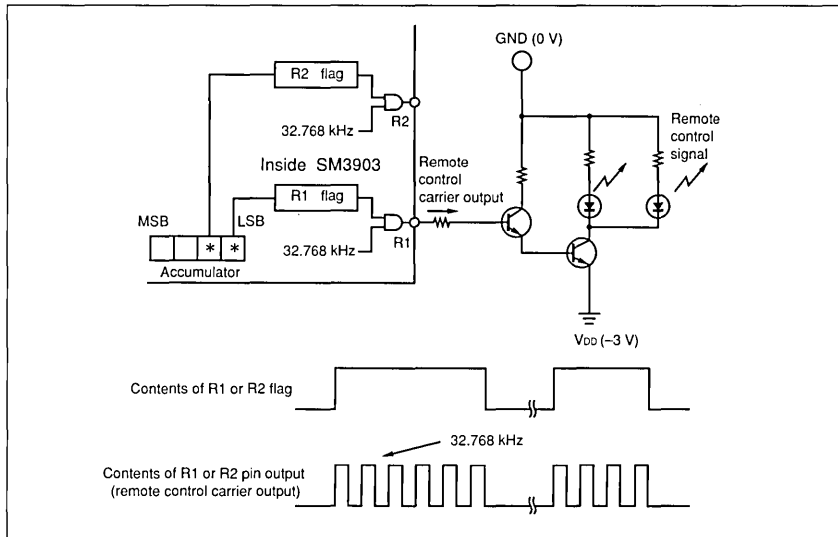 GND (0 V)
R2 flag
R2
32.768 kHz
Remote
control
signal
Inside SM3903
Remote
control
carrier output
R1 flag
MSB
LSB
R1
* *
32.768 kHz
Accumulator
VDD (–3 V)
Contents of R1 or R2 flag
32.768 kHz
Contents of R1 or R2 pin output
(remote control carrier output)